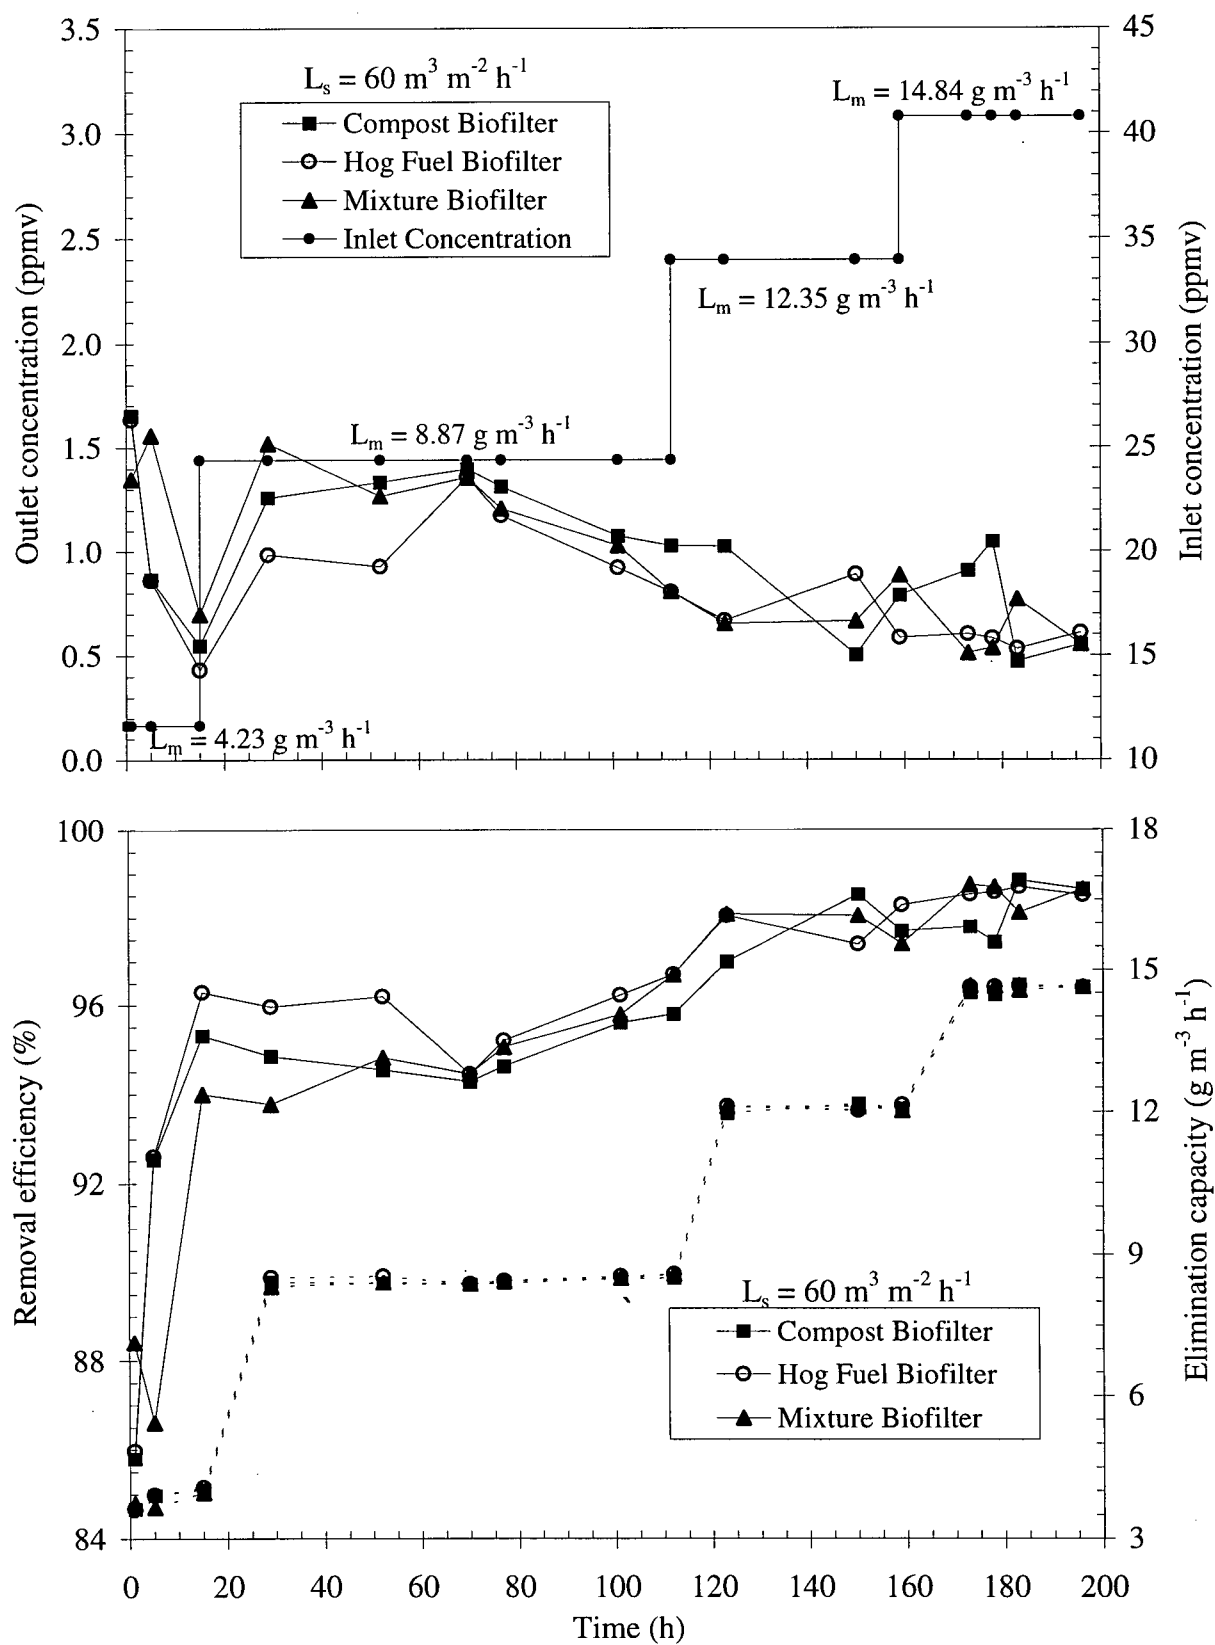 3.5
3.0
2.5
2.0
1.5
1.0
0.5
0.0
Outlet concentration (ppmv)
45
40
35
30
25
20
15
10
Inlet concentration (ppmv)
Lₛ = 60 m³ m⁻² h⁻¹
Compost Biofilter
Hog Fuel Biofilter
Mixture Biofilter
Inlet Concentration
Lₘ = 14.84 g m⁻³ h⁻¹
Lₘ = 12.35 g m⁻³ h⁻¹
Lₘ = 8.87 g m⁻³ h⁻¹
Lₘ = 4.23 g m⁻³ h⁻¹
100
96
92
88
84
Removal efficiency (%)
18
15
12
9
6
3
Elimination capacity (g m⁻³ h⁻¹)
Lₛ = 60 m³ m⁻² h⁻¹
Compost Biofilter
Hog Fuel Biofilter
Mixture Biofilter
0 20 40 60 80 100 120 140 160 180 200
Time (h)